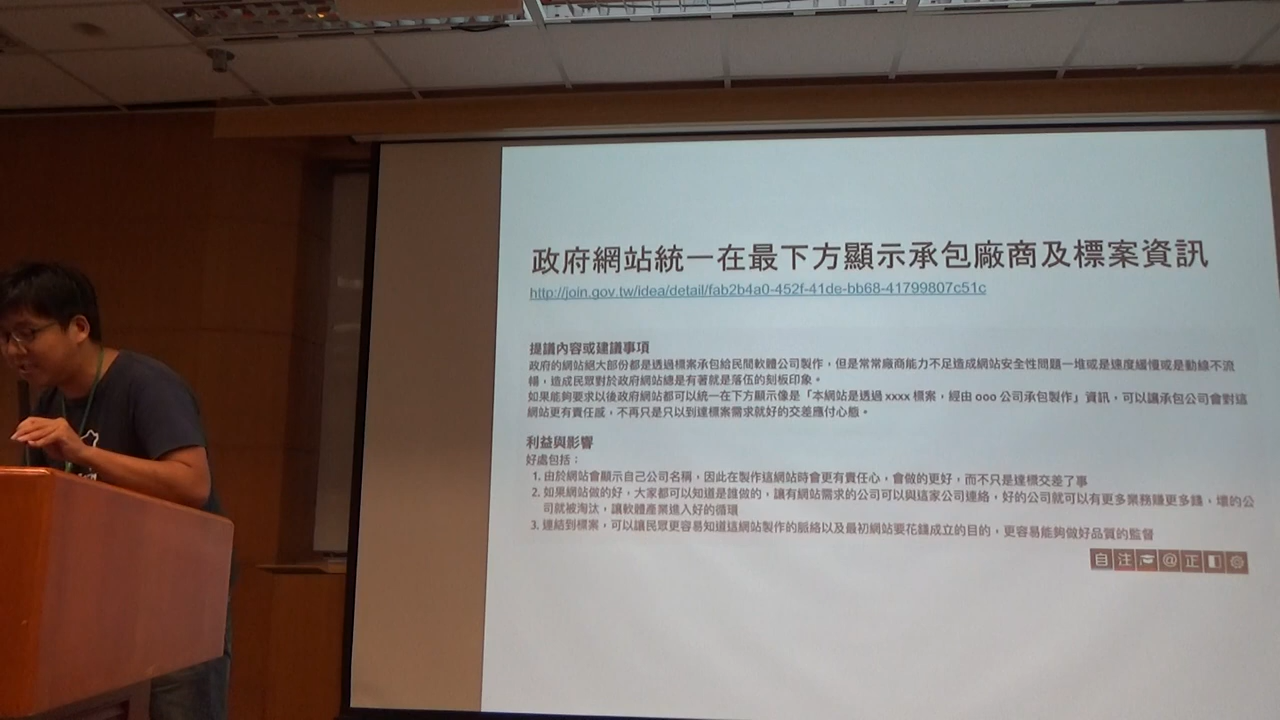 政府網站統一在最下方顯示承包廠商及標案資訊
http://join.gov.tw/idea/detail/fab2b4a0-452f-41de-bb68-41799807c51c
提議內容或建議事項
政府的網站絕大部份都是透過標案承包給民間軟體公司製作，但是常常廠商能力不足造成網站安全性問題一堆或是速度緩慢或是動線不流
暢，造成民眾對於政府網站總是有著就是落伍的刻板印象。
如果能夠要求以後政府網站都可以統一在下方顯示像是「本網站是透過 xxxx 標案，經由 ooo 公司承包製作」資訊，可以讓承包公司會對這
網站更有責任感，不再只是只以到達標案需求就好的交差應付心態。
利益與影響
好處包括：
1. 由於網站會顯示自己公司名稱，因此在製作這網站時會更有責任心，會做的更好，而不只是達標交差了事
2. 如果網站做的好，大家都可以知道是誰做的，讓有網站需求的公司可以與這家公司連絡，好的公司就可以有更多業務賺更多錢，壞的公
司就被淘汰，讓軟體產業進入好的循環
3. 連結到標案，可以讓民眾更容易知道這網站製作的脈絡以及最初網站要花錢成立的目的，更容易能夠做好品質的監督
自 注 @ 正